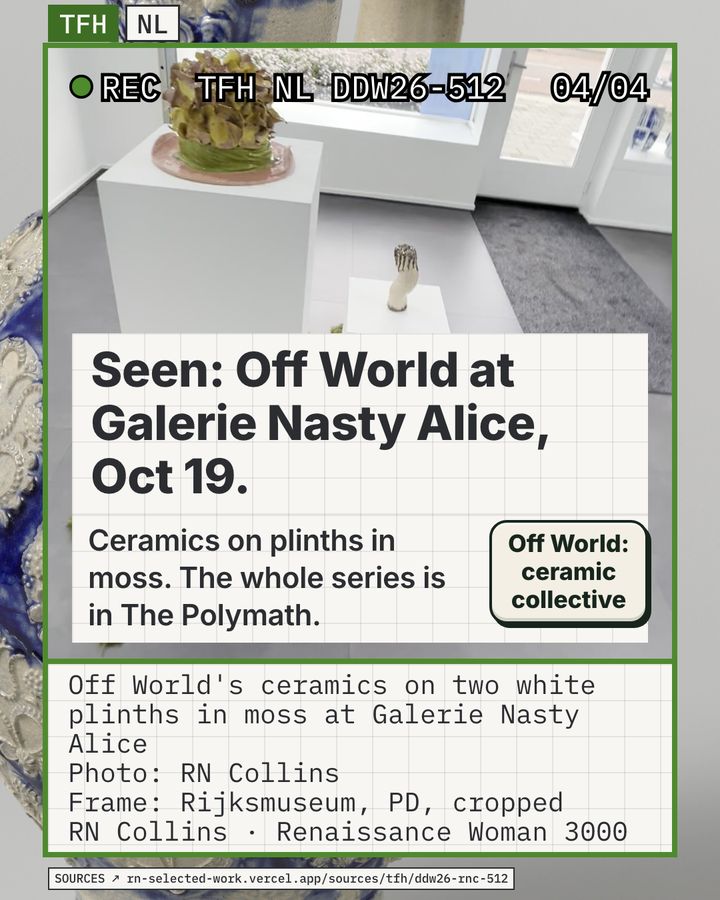 TFH NL
REC TFH NL DDW26-512 04/04
Seen: Off World at
Galerie Nasty Alice,
Oct 19.
Ceramics on plinths in
moss. The whole series is
in The Polymath.
Off World:
ceramic
collective
Off World's ceramics on two white
plinths in moss at Galerie Nasty
Alice
Photo: RN Collins
Frame: Rijksmuseum, PD, cropped
RN Collins · Renaissance Woman 3000
SOURCES ↗ rn-selected-work.vercel.app/sources/tfh/ddw26-rnc-512